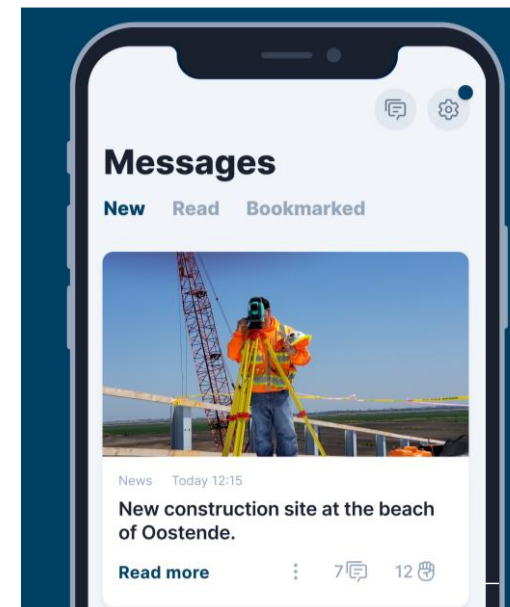 Messages
New Read Bookmarked
News Today 12:15
New construction site at the beach
of Oostende.
Read more 7 12